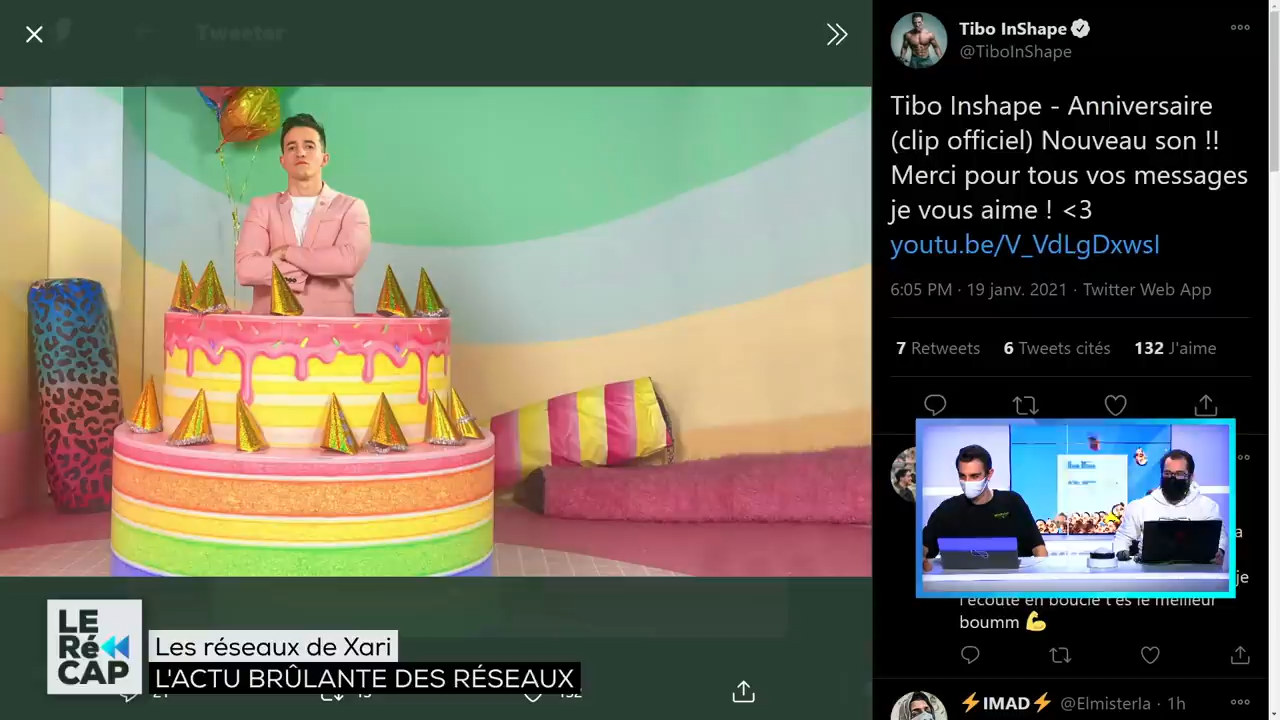 Tweeter
Tibo InShape
@TiboInShape
Tibo Inshape - Anniversaire
(clip officiel) Nouveau son !!
Merci pour tous vos messages
je vous aime ! <3
youtu.be/V_VdLgDxwsI
6:05 PM · 19 janv. 2021 · Twitter Web App
7 Retweets 6 Tweets cités 132 J'aime
je
l'écoute en boucle t'es le meilleur
boumm 💪
⚡IMAD⚡ @Elmisterla · 1h
LE
Ré
CAP
Les réseaux de Xari
L'ACTU BRÛLANTE DES RÉSEAUX